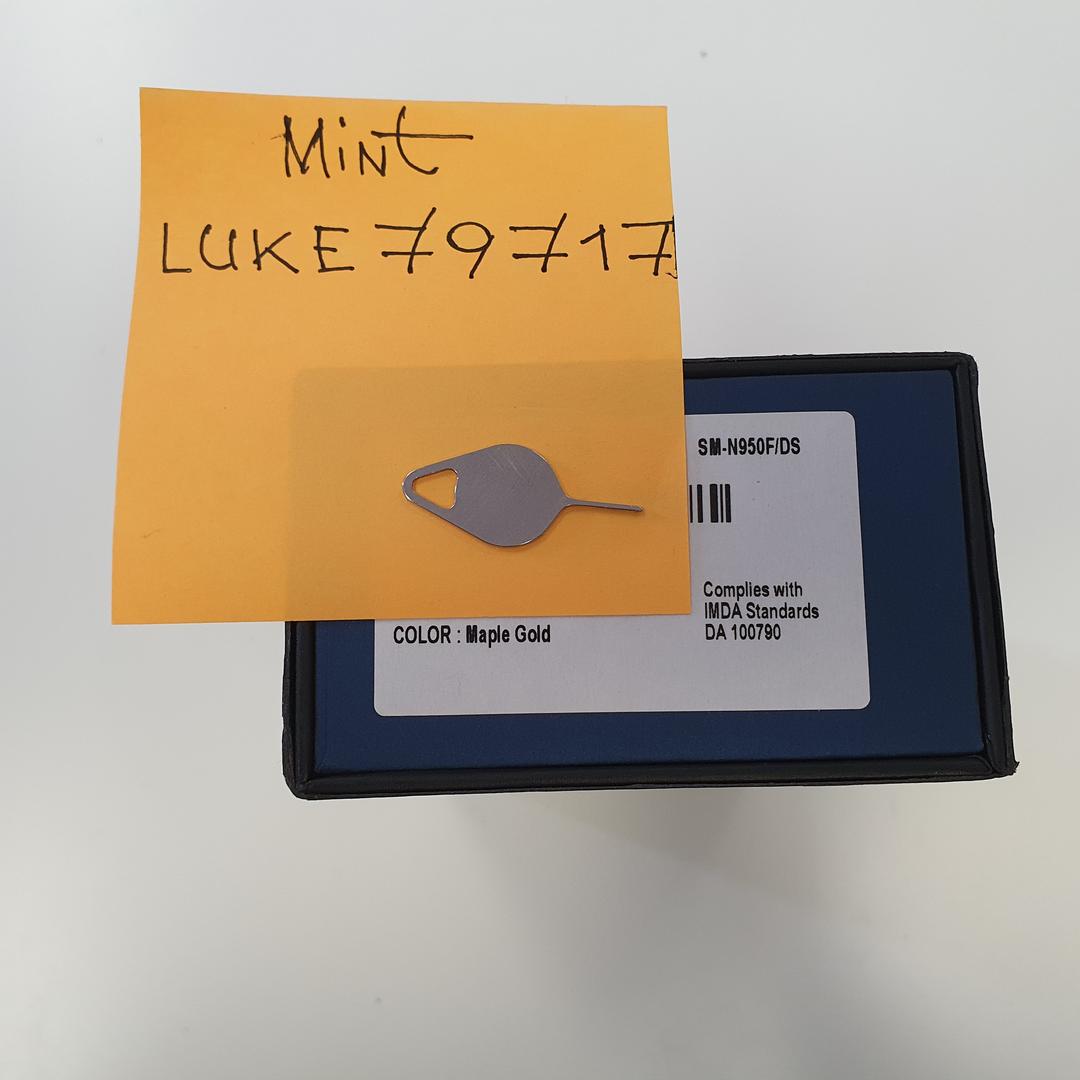 Mint
LUKE79717
SM-N950F/DS
Complies with
IMDA Standards
DA 100790
COLOR : Maple Gold